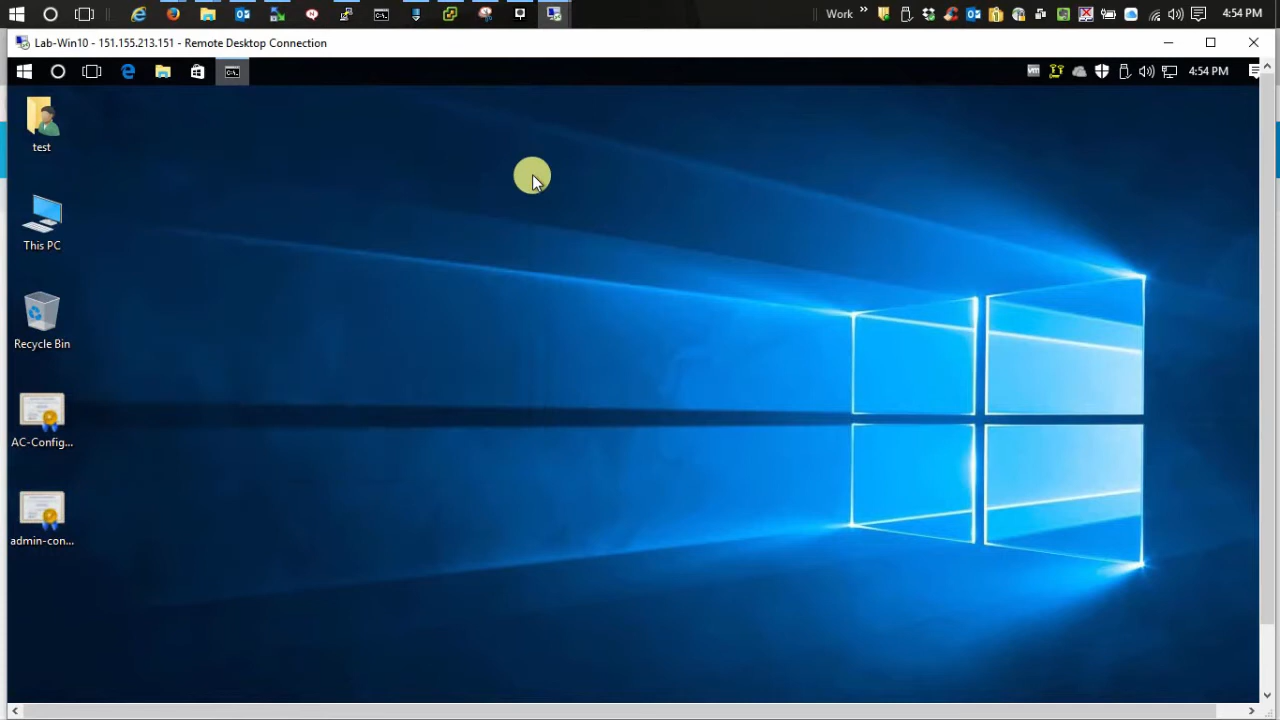 Work
»
4:54 PM
Lab-Win10 - 151.155.213.151 - Remote Desktop Connection
4:54 PM
test
This PC
Recycle Bin
AC-Config...
admin-con...